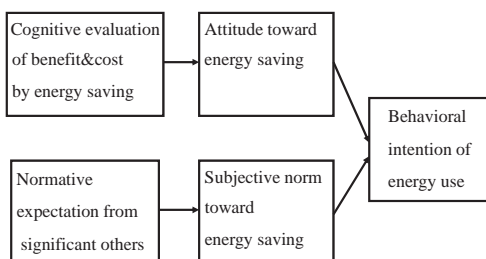 Cognitive evaluation
of benefit&cost
by energy saving
Attitude toward
energy saving
Behavioral
intention of
energy use
Normative
expectation from
significant others
Subjective norm
toward
energy saving